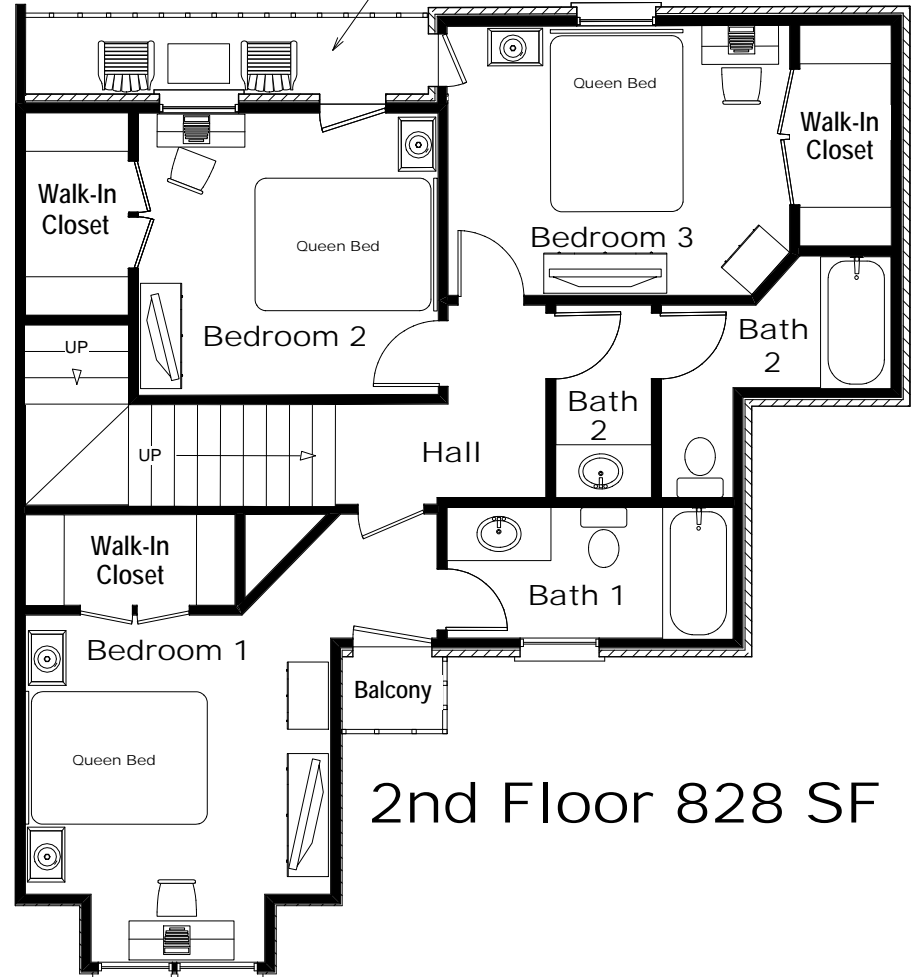 Queen Bed
Walk-In
Closet
Bedroom 3
Walk-In
Closet
Queen Bed
Bedroom 2
UP
Bath
2
Bath
2
UP
Hall
Walk-In
Closet
Bath 1
Bedroom 1
Balcony
Queen Bed
2nd Floor 828 SF